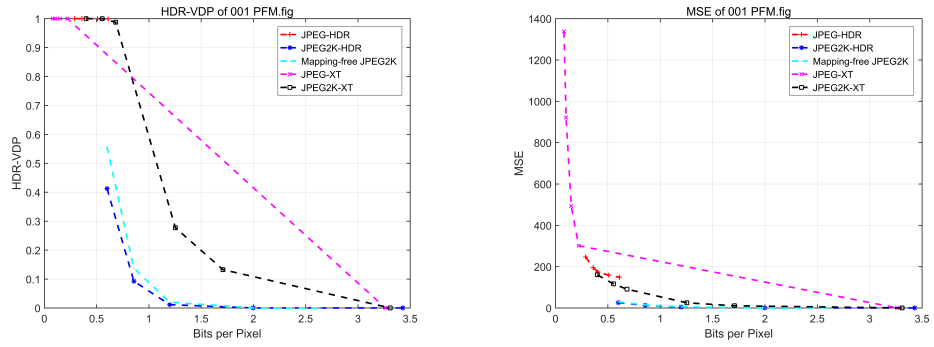 HDR-VDP of 001 PFM.fig
1
0.9
0.8
0.7
0.6
0.5
0.4
0.3
0.2
0.1
0
HDR-VDP
JPEG-HDR
JPEG2K-HDR
Mapping-free JPEG2K
JPEG-XT
JPEG2K-XT
0 0.5 1 1.5 2 2.5 3 3.5
Bits per Pixel
MSE of 001 PFM.fig
1400
1200
1000
800
600
400
200
0
MSE
JPEG-HDR
JPEG2K-HDR
Mapping-free JPEG2K
JPEG-XT
JPEG2K-XT
0 0.5 1 1.5 2 2.5 3 3.5
Bits per Pixel